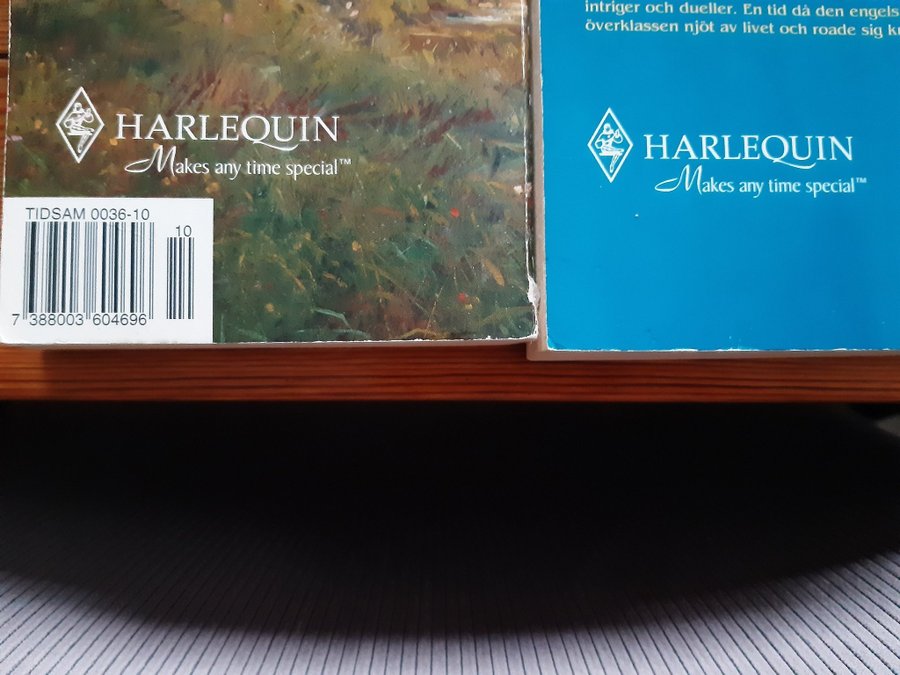 HARLEQUIN
Makes any time special™
TIDSAM 0036-10
10
7 388003 604696
intriger och dueller. En tid då den
överklassen njöt av livet och roade sig
HARLEQUIN
Makes any time special™